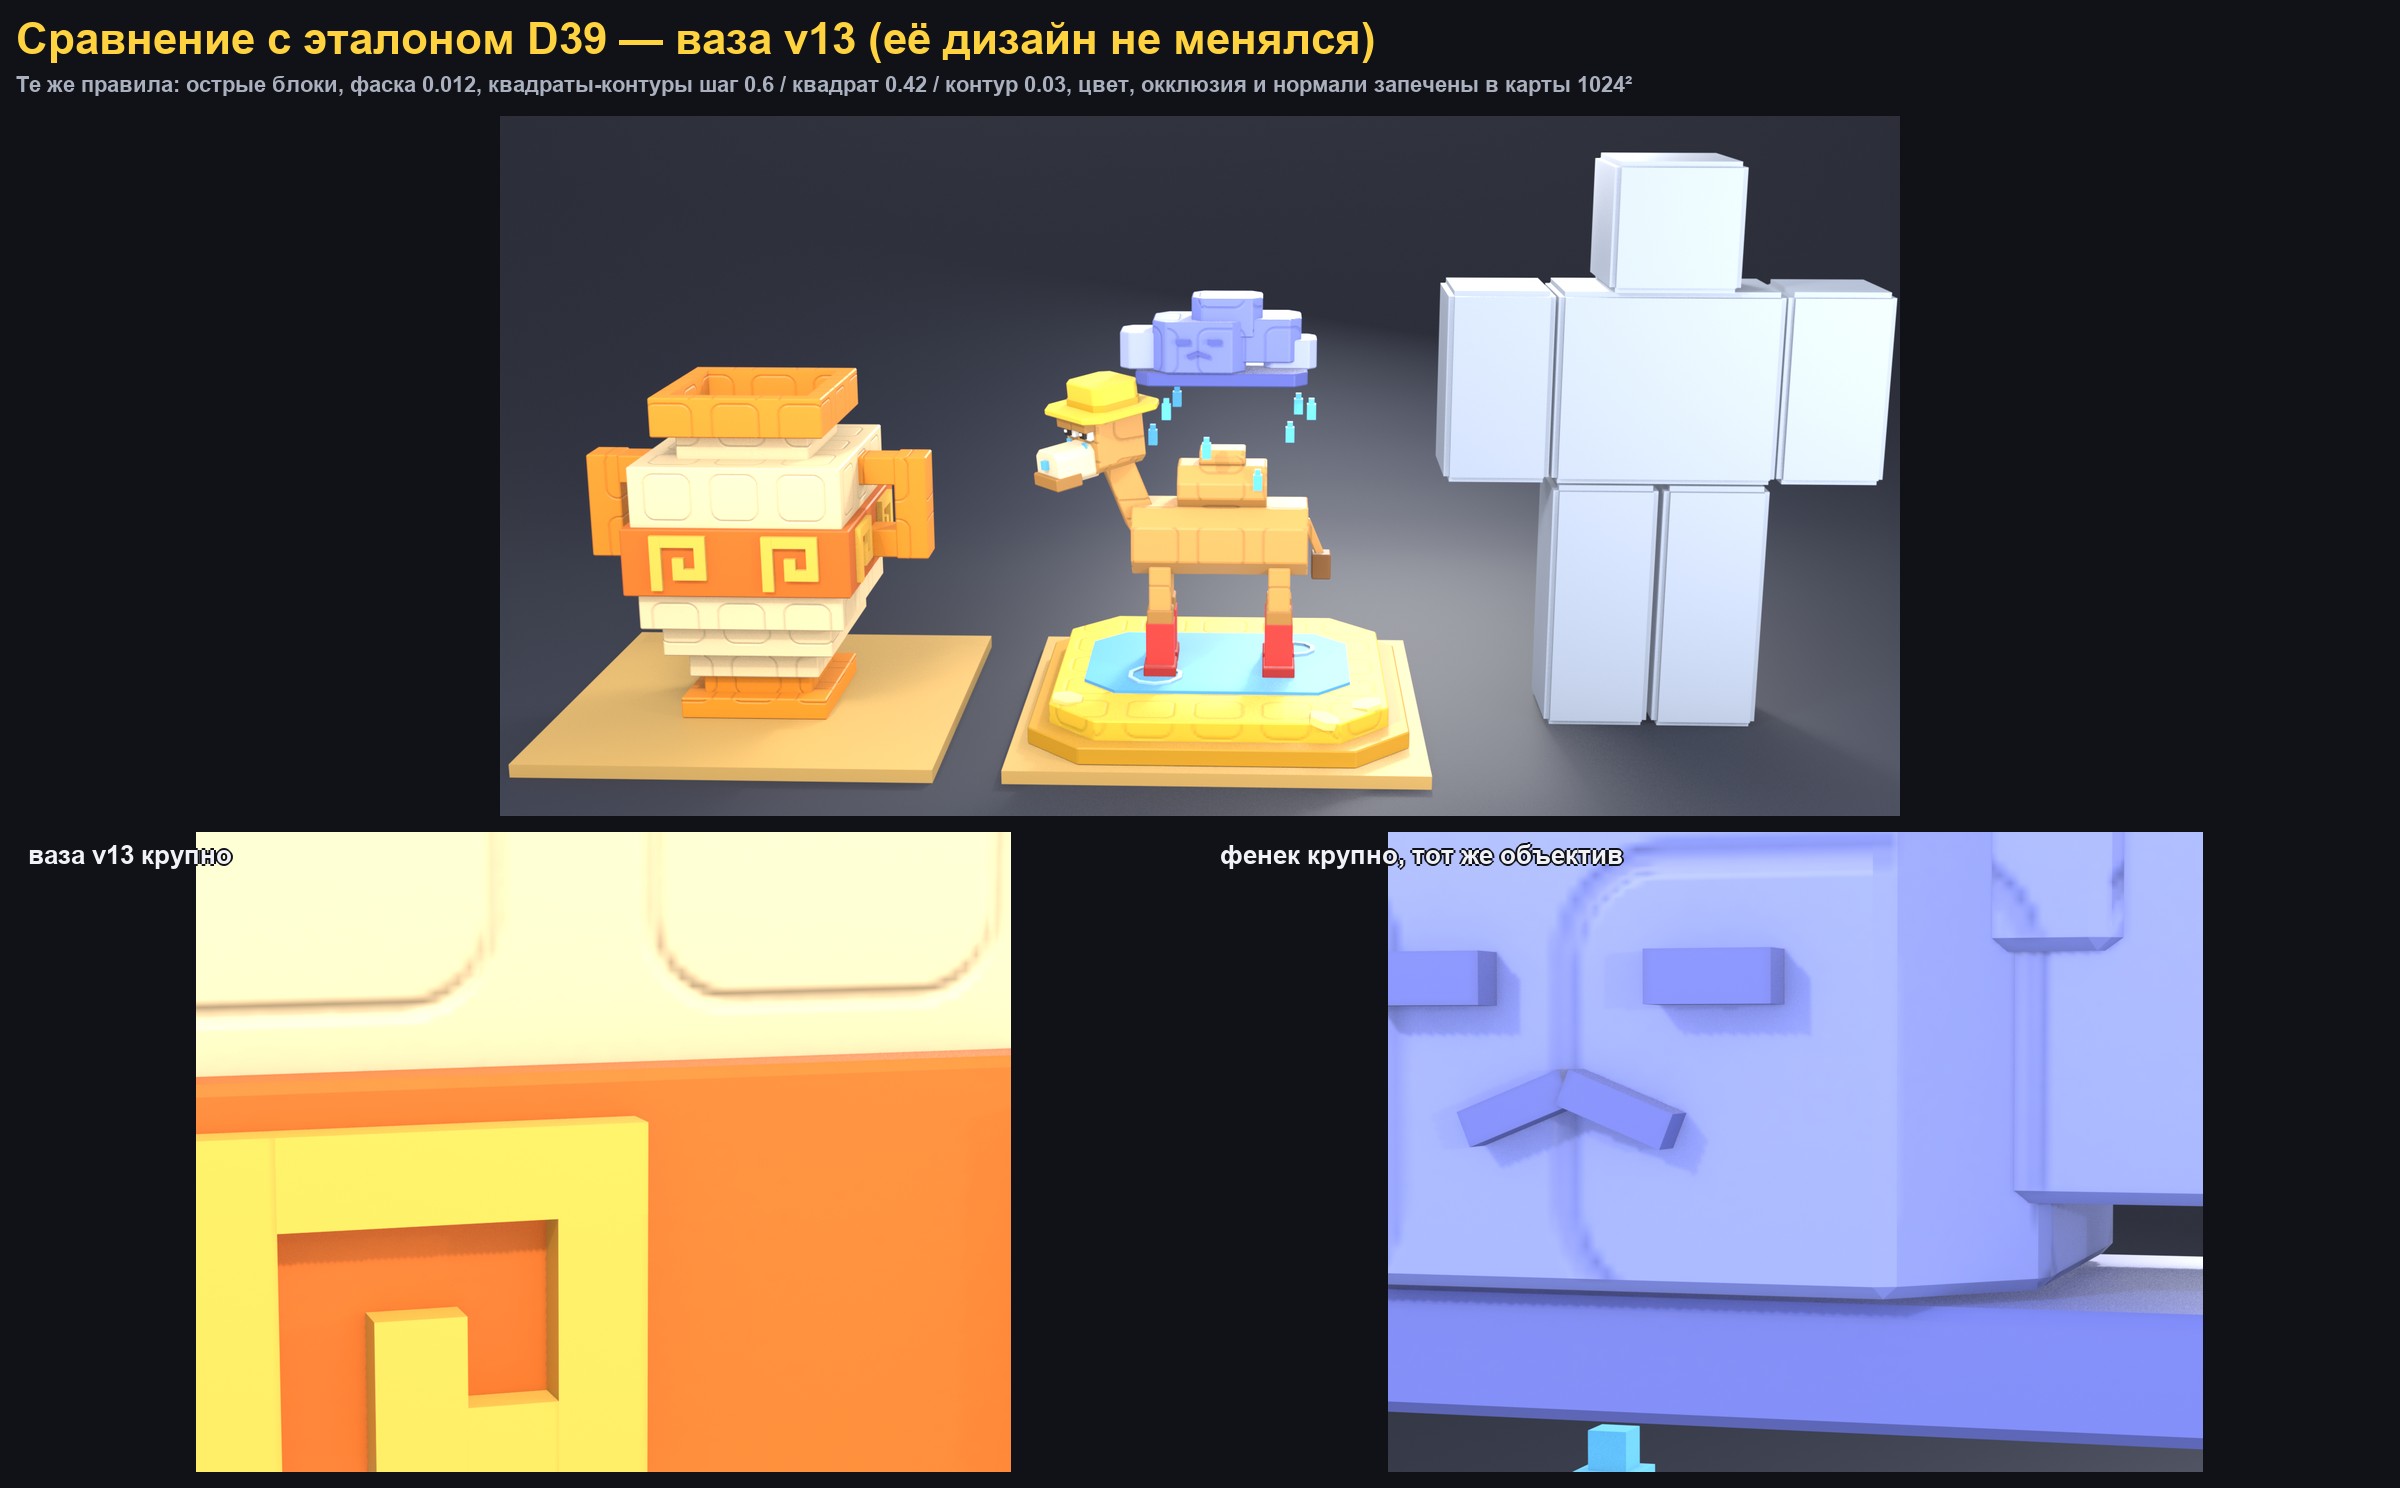 Сравнение с эталоном D39 — ваза v13 (её дизайн не менялся)
Те же правила: острые блоки, фаска 0.012, квадраты-контуры шаг 0.6 / квадрат 0.42 / контур 0.03, цвет, окклюзия и нормали запечены в карты 1024²
ваза v13 крупно
фенек крупно, тот же объектив